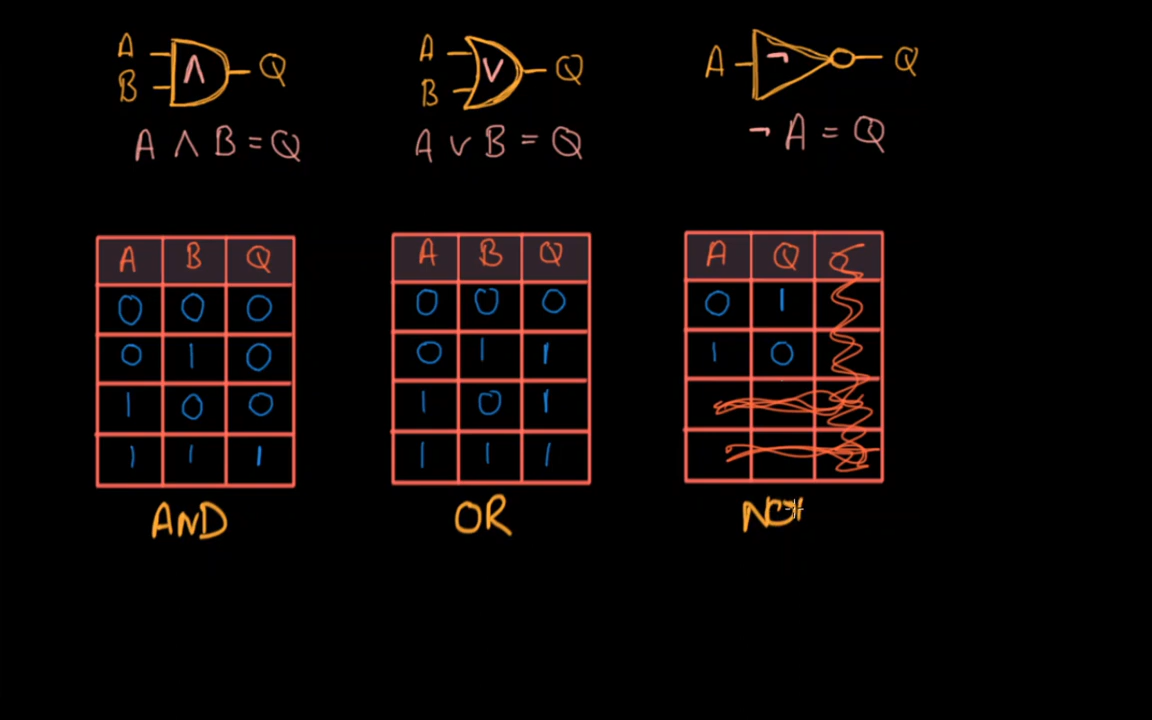 A
B ∧ Q
A ∧ B = Q
A
B V Q
A v B = Q
A ¬ Q
¬ A = Q
A B Q
0 0 0
0 1 0
1 0 0
1 1 1
AND
A B Q
0 0 0
0 1 1
1 0 1
1 1 1
OR
A Q
0 1
1 0
NOT